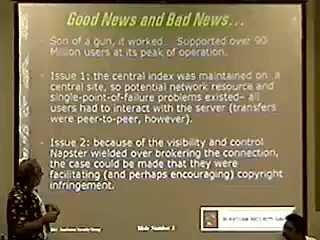 Good News and Bad News...
Son of a gun, it worked. Supported over 90
Million users at its peak of operation.
Issue 1: the central index was maintained on a
central site, so potential network resource and
single-point-of-failure problems existed- all
users had to interact with the server (transfers
were peer-to-peer, however).
Issue 2: because of the visibility and control
Napster wielded over brokering the connection,
the case could be made that they were
facilitating (and perhaps encouraging) copyright
infringement.
Security Group
Slide Number 3